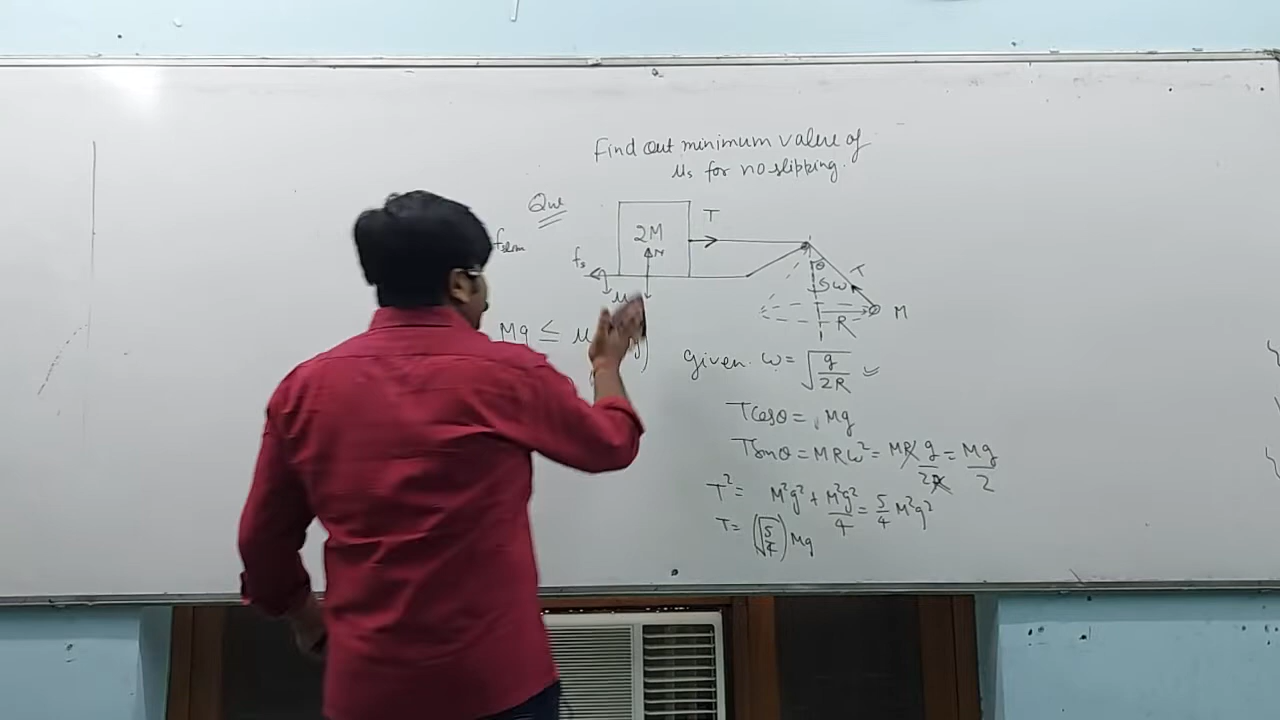 Find out minimum value of
μs for no slipping.
Que
T
2M
N
fs
θ
T
ω
M
R
Mg ≤ μ
given. ω = √(g/2R)
Tcosθ = Mg
Tsinθ = MRω² = MR g/2R = Mg/2
T² = M²g² + M²g²/4 = 5/4 M²g²
T = (√5/4) Mg